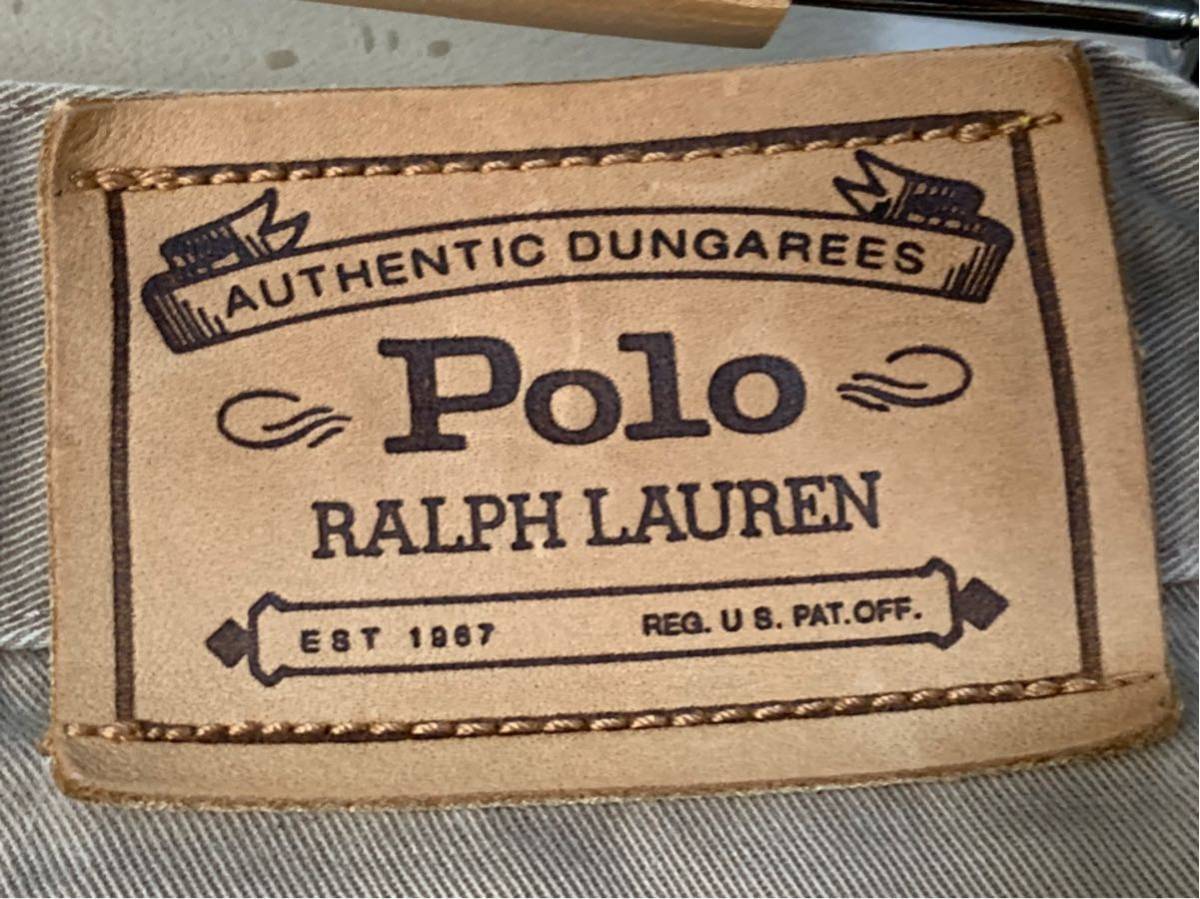 AUTHENTIC DUNGAREES
Polo
RALPH LAUREN
EST 1967 REG. U S. PAT. OFF.